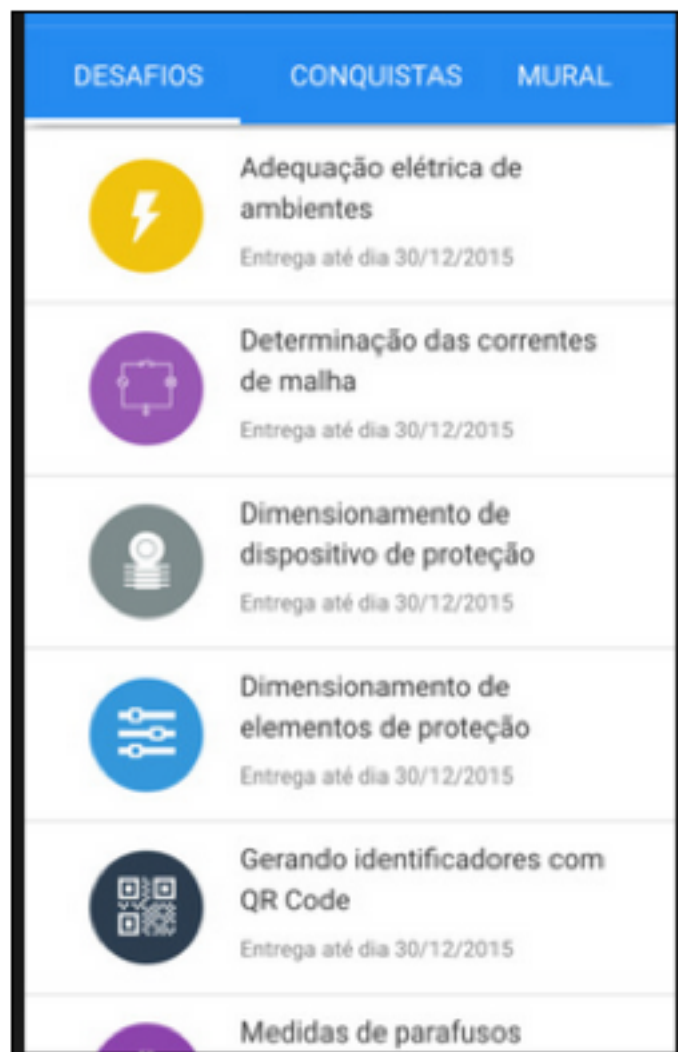 DESAFIOS CONQUISTAS MURAL
Adequação elétrica de
ambientes
Entrega até dia 30/12/2015
Determinação das correntes
de malha
Entrega até dia 30/12/2015
Dimensionamento de
dispositivo de proteção
Entrega até dia 30/12/2015
Dimensionamento de
elementos de proteção
Entrega até dia 30/12/2015
Gerando identificadores com
QR Code
Entrega até dia 30/12/2015
Medidas de parafusos